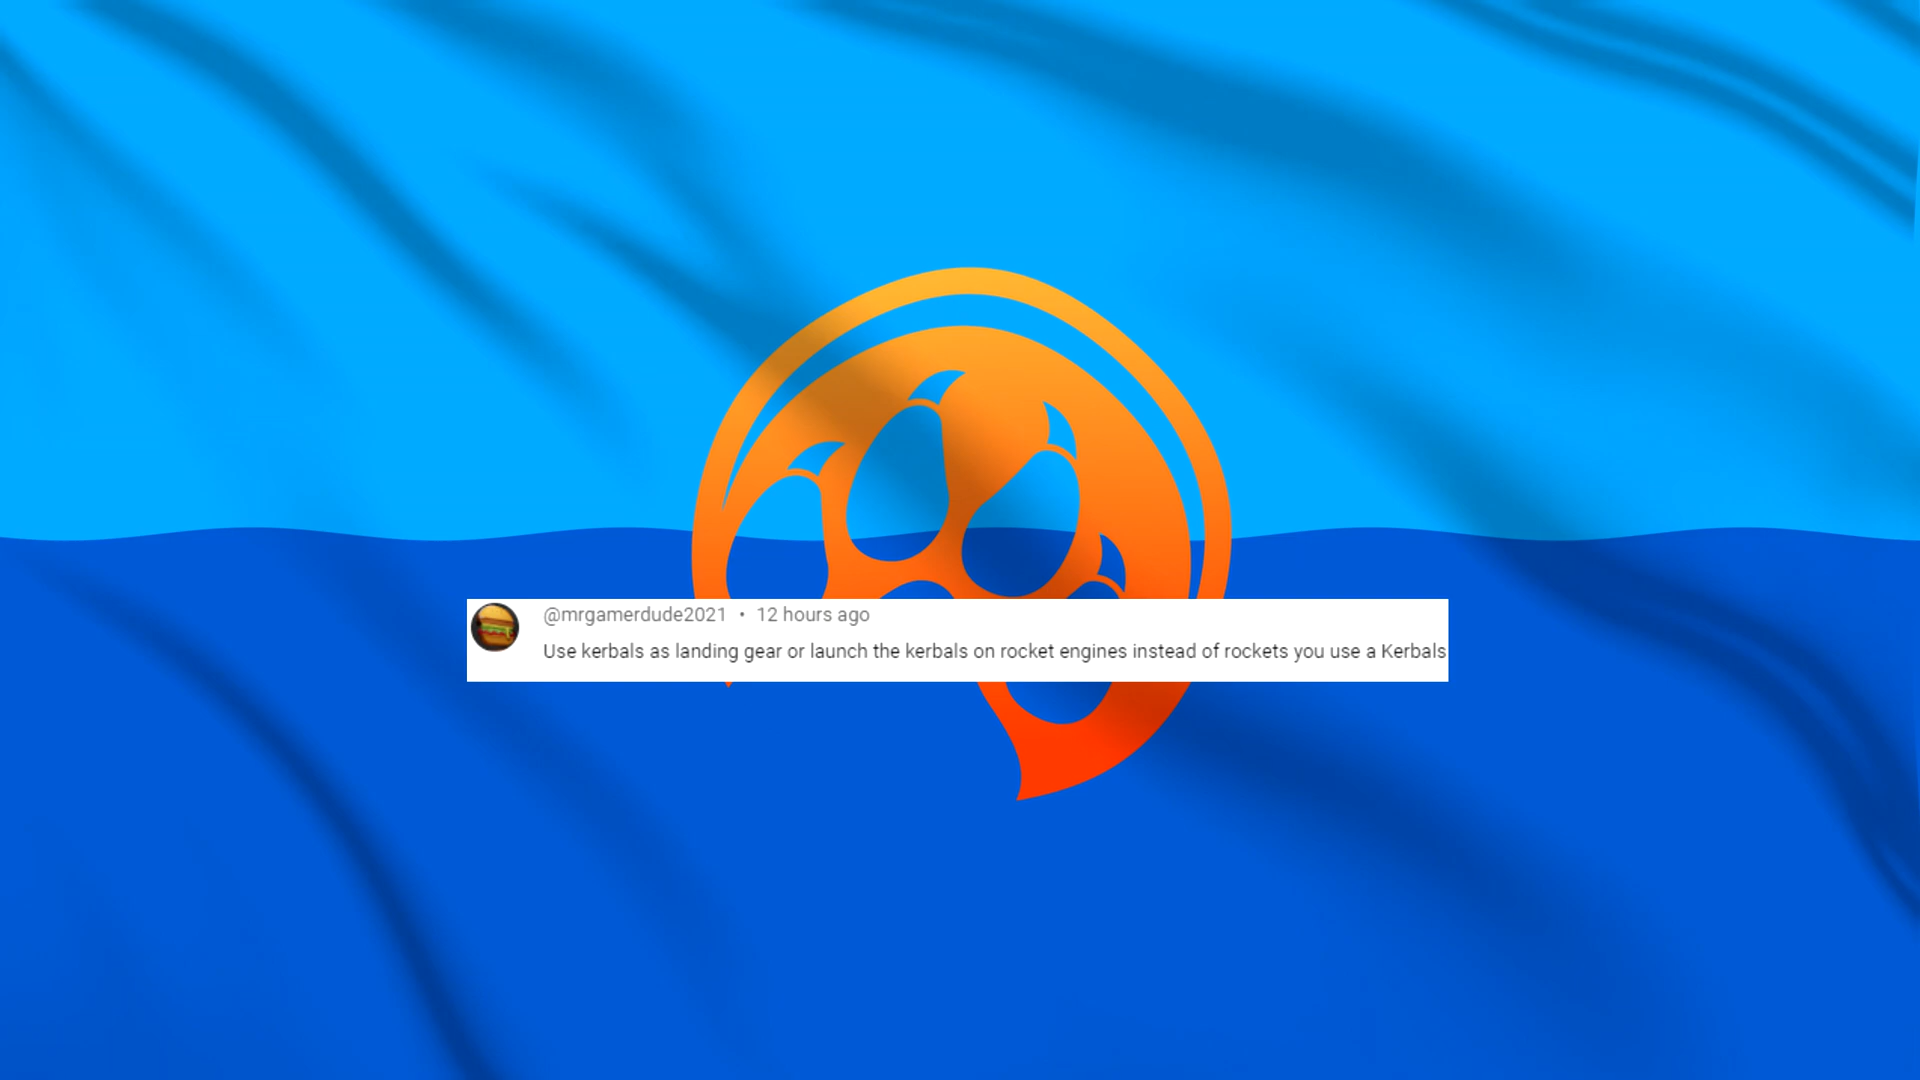 @mrgamerdude2021 • 12 hours ago
Use kerbals as landing gear or launch the kerbals on rocket engines instead of rockets you use a Kerbals